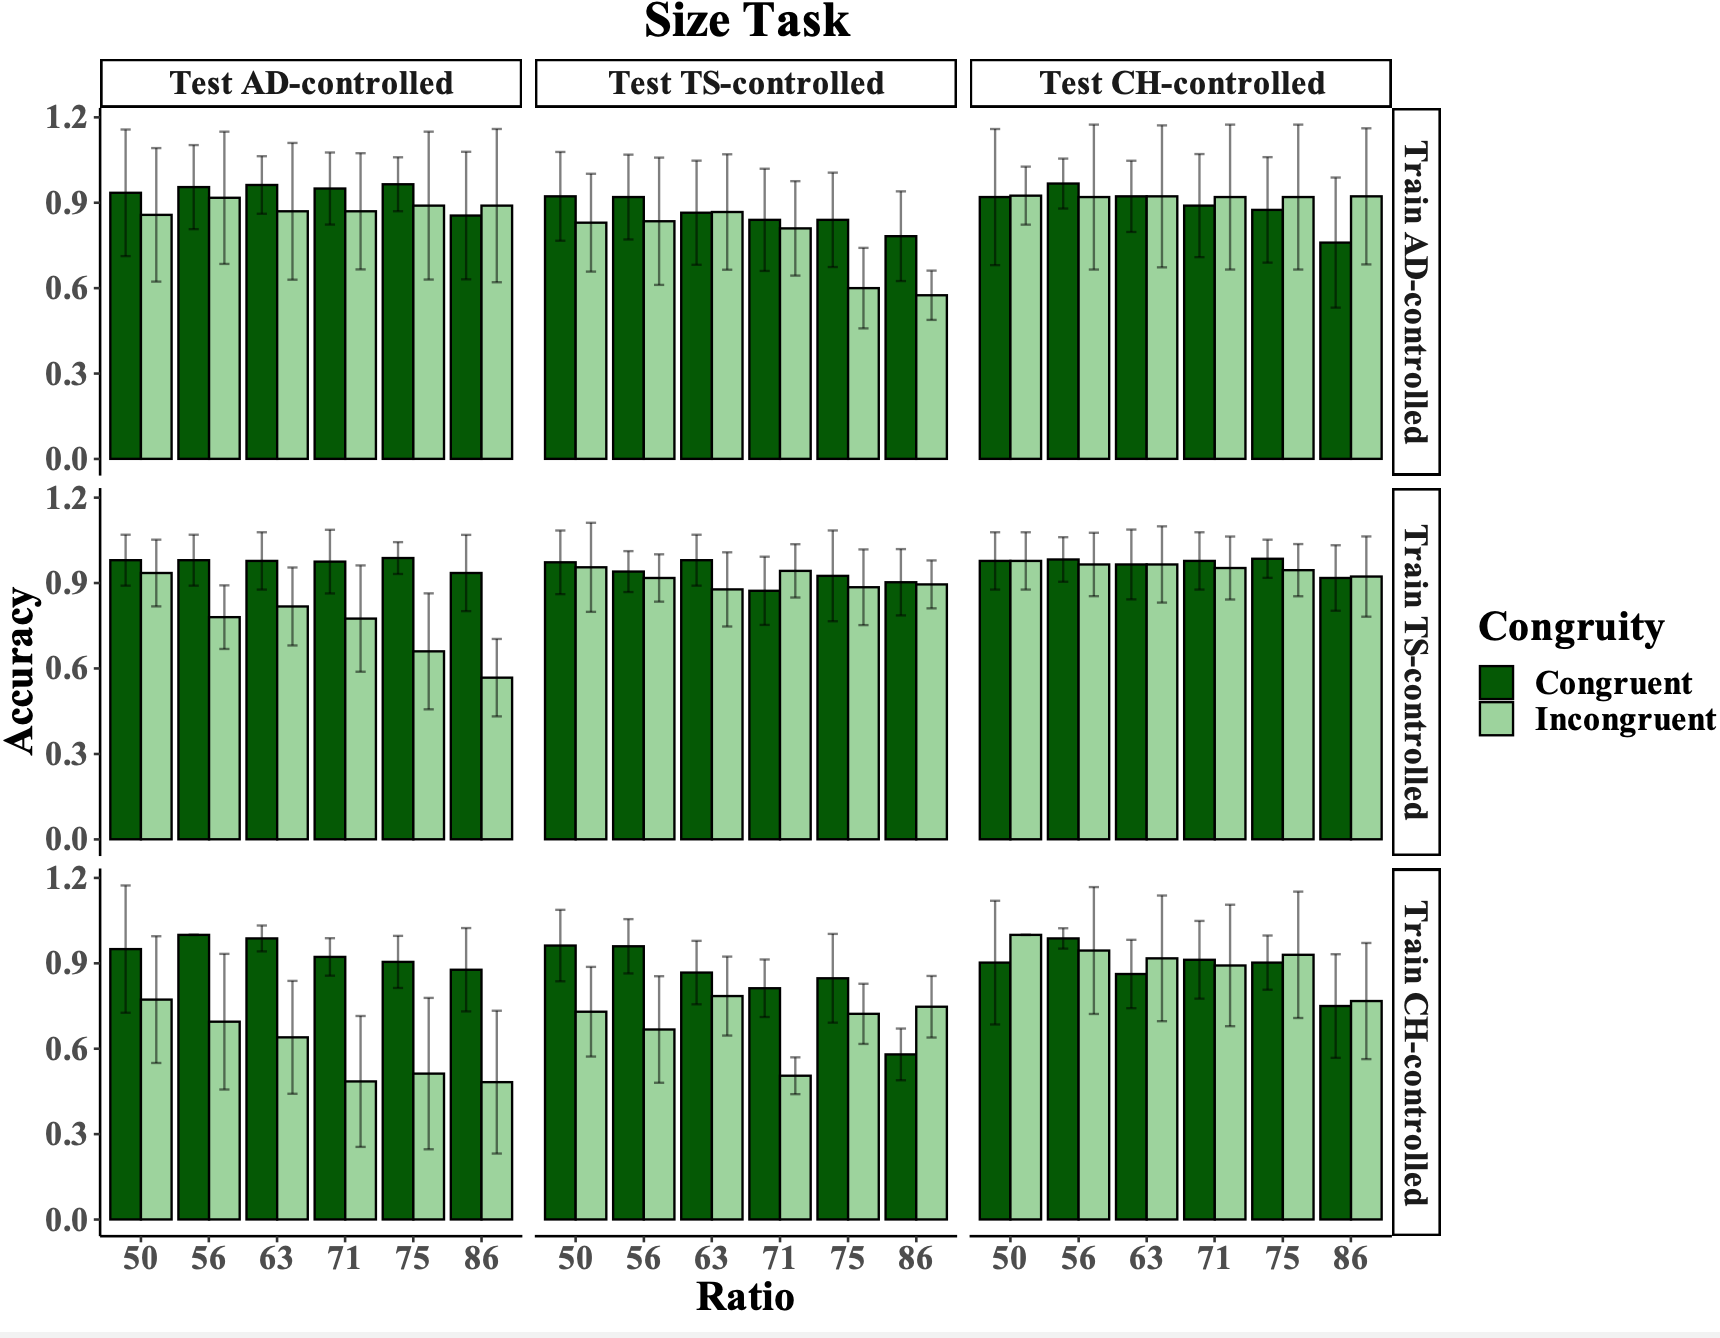 Size Task
Test AD-controlled
Test TS-controlled
Test CH-controlled
1.2
0.9
0.6
0.3
0.0
Train AD-controlled
1.2
0.9
0.6
0.3
0.0
Train TS-controlled
1.2
0.9
0.6
0.3
0.0
Train CH-controlled
Accuracy
Congruity
Congruent
Incongruent
50 56 63 71 75 86
50 56 63 71 75 86
50 56 63 71 75 86
Ratio